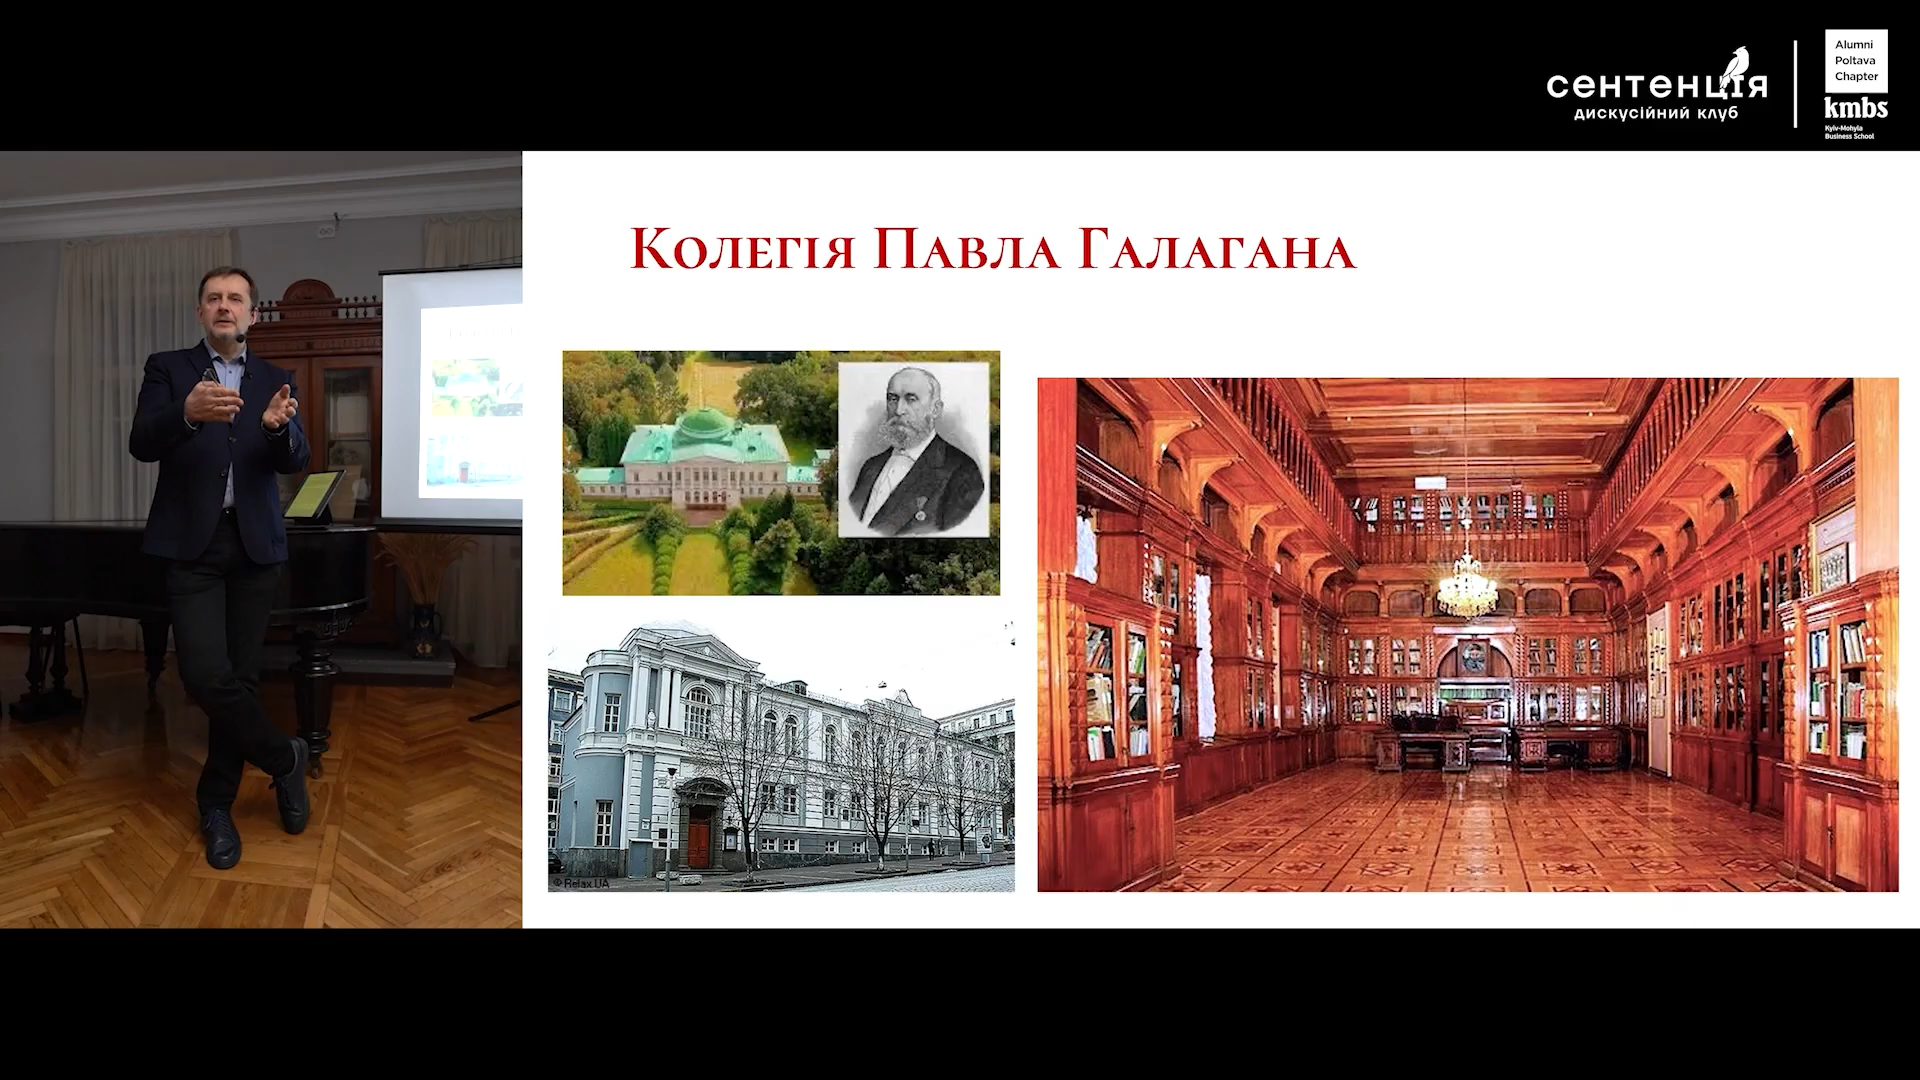 сентенція
дискусійний клуб
Alumni
Poltava
Chapter
kmbs
Kyiv-Mohyla
Business School
Колегія Павла Галагана
© Relax.UA